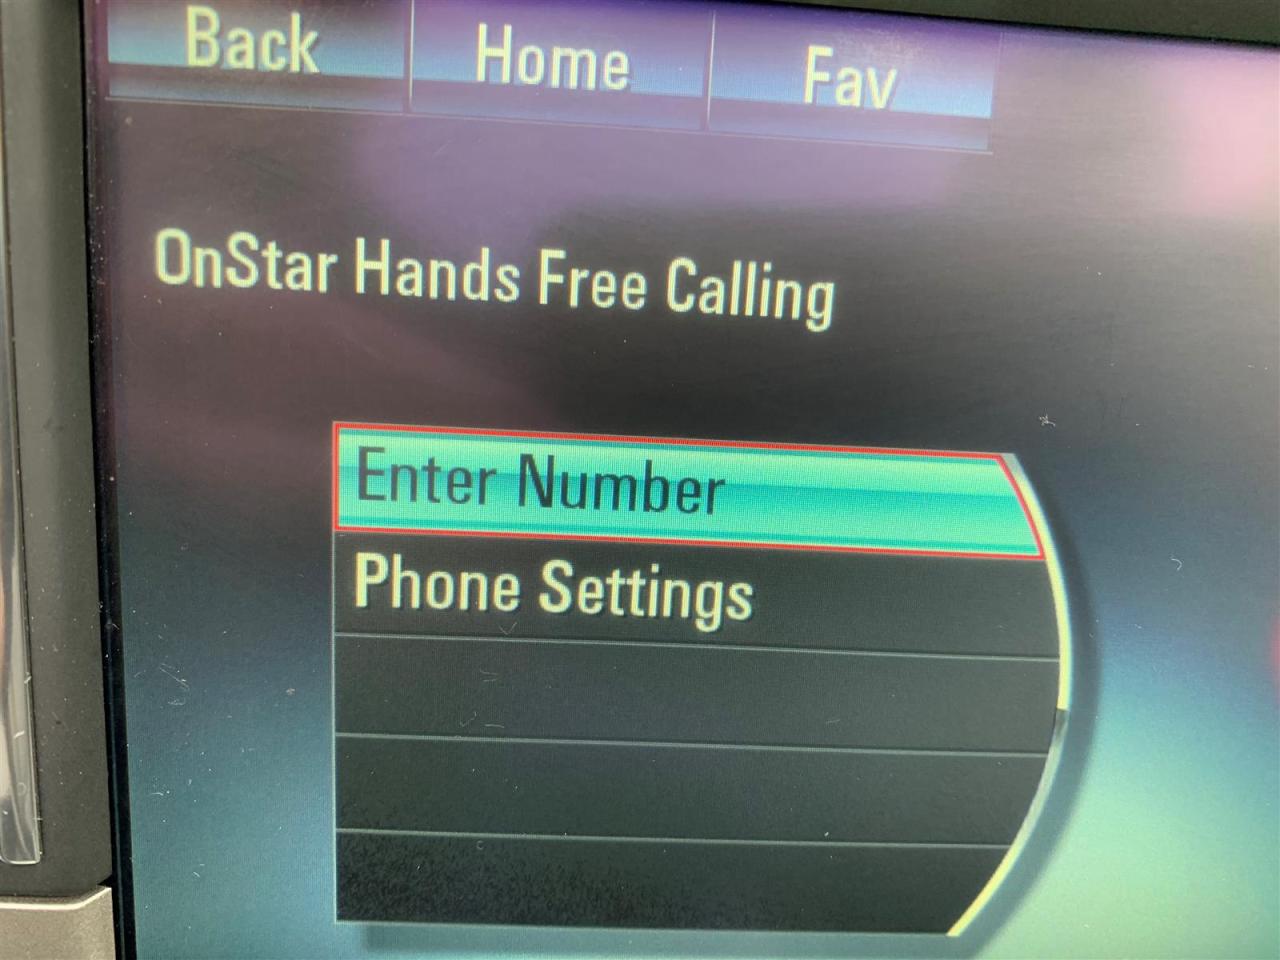 Back Home Fav
OnStar Hands Free Calling
Enter Number
Phone Settings